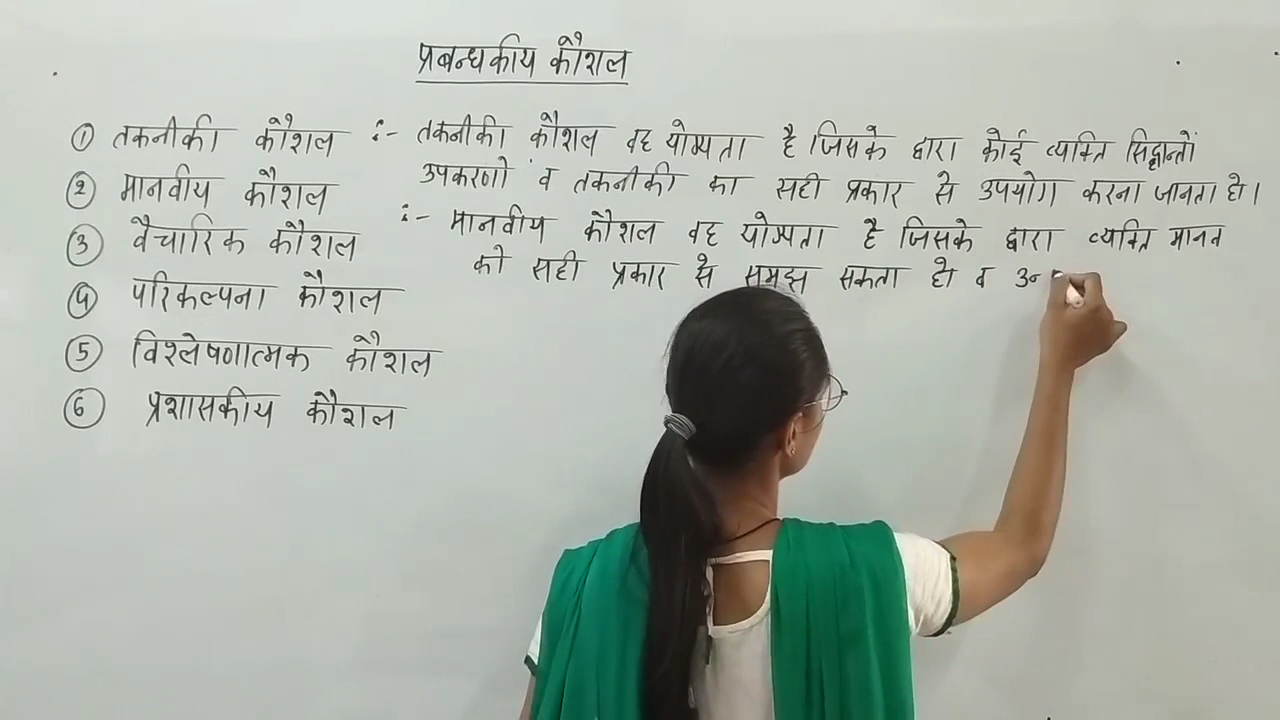 प्रबन्धकीय कौशल
① तकनीकी कौशल :- तकनीकी कौशल वह योग्यता है जिसके द्वारा कोई व्यक्ति सिद्धान्तों
उपकरणों व तकनीकी का सही प्रकार से उपयोग करना जानता हो।
② मानवीय कौशल :- मानवीय कौशल वह योग्यता है जिसके द्वारा व्यक्ति मानव
को सही प्रकार से समझ सकता हो व
③ वैचारिक कौशल
④ परिकल्पना कौशल
⑤ विश्लेषणात्मक कौशल
⑥ प्रशासकीय कौशल